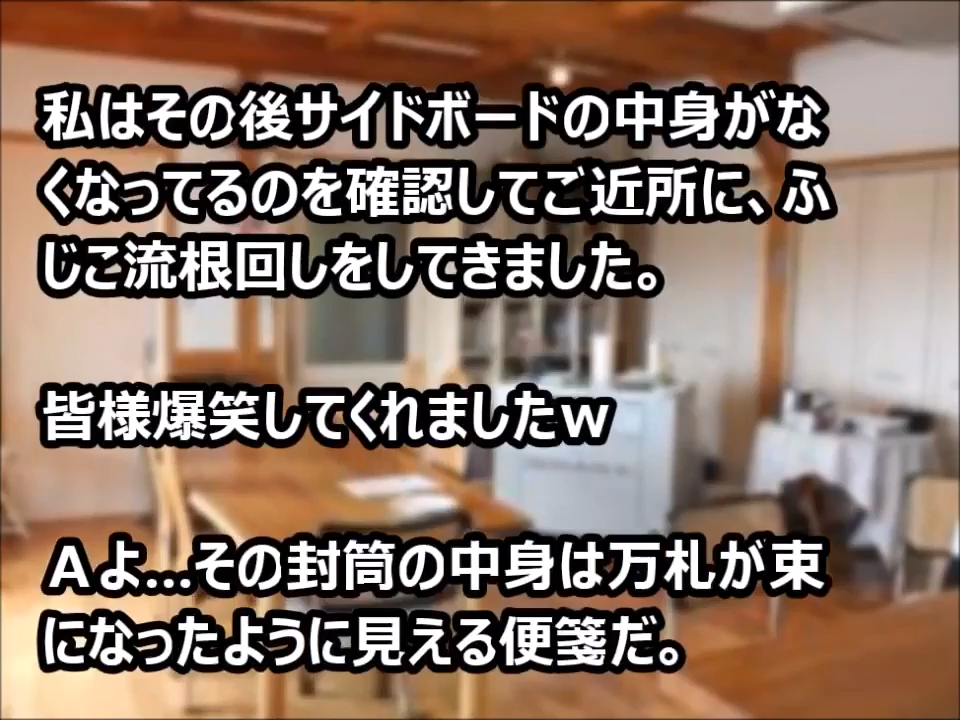 私はその後サイドボードの中身がな
くなってるのを確認してご近所に、ふ
じこ流根回しをしてきました。
皆様爆笑してくれましたｗ
Ａよ…その封筒の中身は万札が束
になったように見える便箋だ。